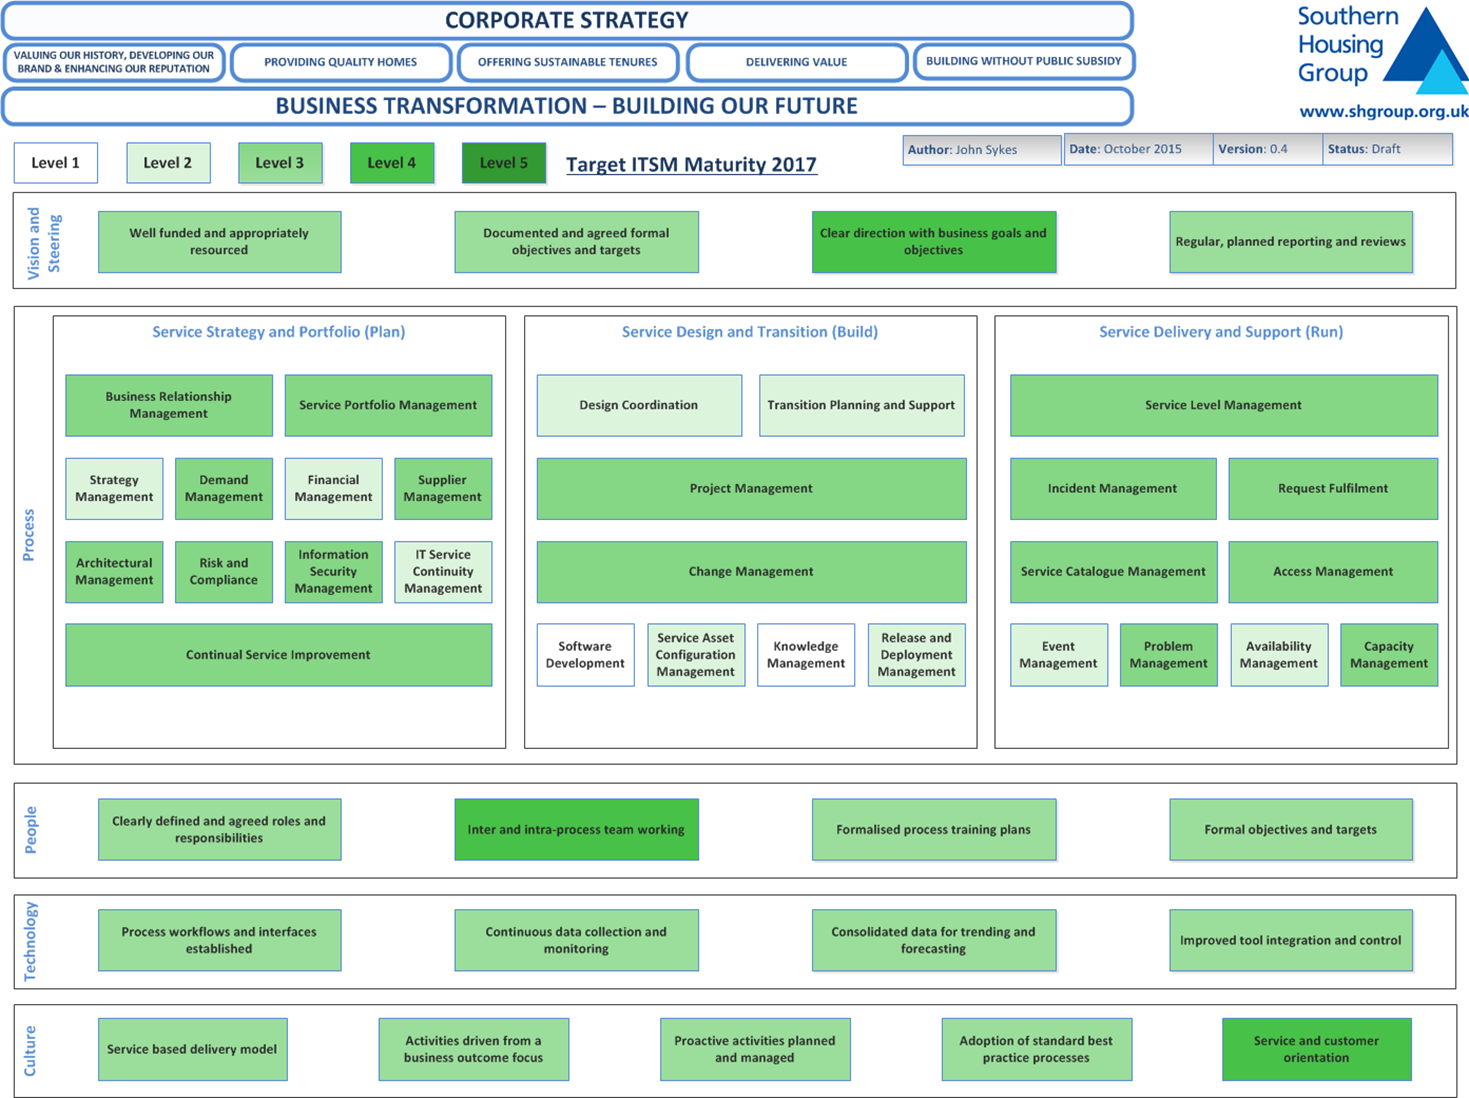 CORPORATE STRATEGY
Southern
Housing
Group
www.shgroup.org.uk
VALUING OUR HISTORY, DEVELOPING OUR
BRAND & ENHANCING OUR REPUTATION
PROVIDING QUALITY HOMES
OFFERING SUSTAINABLE TENURES
DELIVERING VALUE
BUILDING WITHOUT PUBLIC SUBSIDY
BUSINESS TRANSFORMATION – BUILDING OUR FUTURE
Level 1
Level 2
Level 3
Level 4
Level 5
Target ITSM Maturity 2017
Author: John Sykes
Date: October 2015
Version: 0.4
Status: Draft
Vision and
Steering
Well funded and appropriately
resourced
Documented and agreed formal
objectives and targets
Clear direction with business goals and
objectives
Regular, planned reporting and reviews
Process
Service Strategy and Portfolio (Plan)
Business Relationship
Management
Service Portfolio Management
Strategy
Management
Demand
Management
Financial
Management
Supplier
Management
Architectural
Management
Risk and
Compliance
Information
Security
Management
IT Service
Continuity
Management
Continual Service Improvement
Service Design and Transition (Build)
Design Coordination
Transition Planning and Support
Project Management
Change Management
Software
Development
Service Asset
Configuration
Management
Knowledge
Management
Release and
Deployment
Management
Service Delivery and Support (Run)
Service Level Management
Incident Management
Request Fulfilment
Service Catalogue Management
Access Management
Event
Management
Problem
Management
Availability
Management
Capacity
Management
People
Clearly defined and agreed roles and
responsibilities
Inter and intra-process team working
Formalised process training plans
Formal objectives and targets
Technology
Process workflows and interfaces
established
Continuous data collection and
monitoring
Consolidated data for trending and
forecasting
Improved tool integration and control
Culture
Service based delivery model
Activities driven from a
business outcome focus
Proactive activities planned
and managed
Adoption of standard best
practice processes
Service and customer
orientation